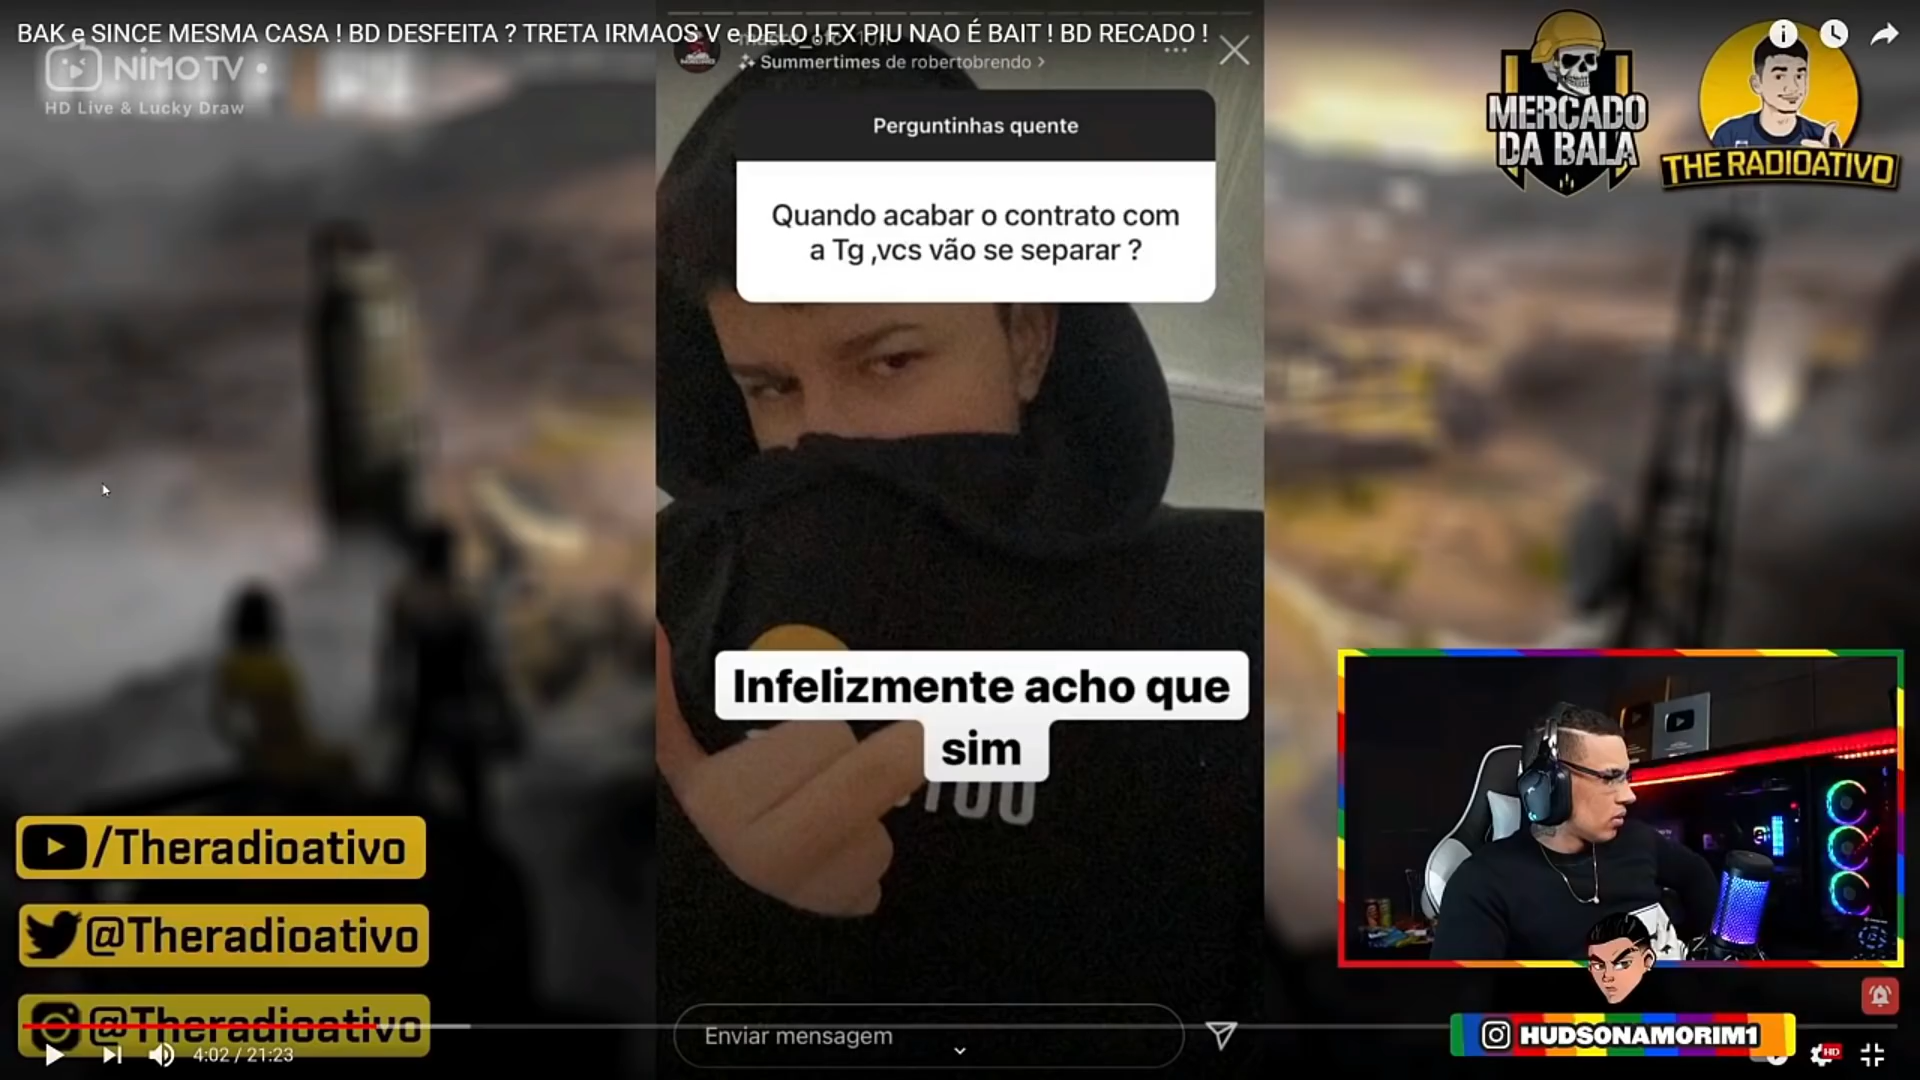 BAK e SINCE MESMA CASA ! BD DESFEITA ? TRETA IRMAOS V e DELO ! FX PIU NAO É BAIT ! BD RECADO !
NIMO TV
HD Live & Lucky Draw
Summertimes de robertobrendo >
Perguntinhas quente
Quando acabar o contrato com
a Tg ,vcs vão se separar ?
MERCADO
DA BALA
THE RADIOATIVO
Infelizmente acho que
sim
/Theradioativo
@Theradioativo
@Theradioativo
Enviar mensagem
HUDSONAMORIM1
4:02 / 21:23
HD